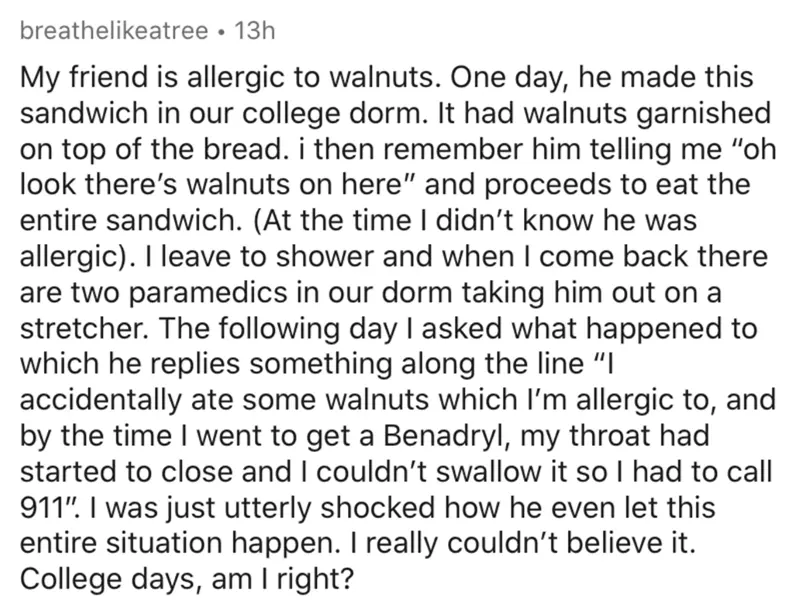 breathelikeatree • 13h
My friend is allergic to walnuts. One day, he made this
sandwich in our college dorm. It had walnuts garnished
on top of the bread. i then remember him telling me “oh
look there’s walnuts on here” and proceeds to eat the
entire sandwich. (At the time I didn’t know he was
allergic). I leave to shower and when I come back there
are two paramedics in our dorm taking him out on a
stretcher. The following day I asked what happened to
which he replies something along the line “I
accidentally ate some walnuts which I’m allergic to, and
by the time I went to get a Benadryl, my throat had
started to close and I couldn’t swallow it so I had to call
911”. I was just utterly shocked how he even let this
entire situation happen. I really couldn’t believe it.
College days, am I right?